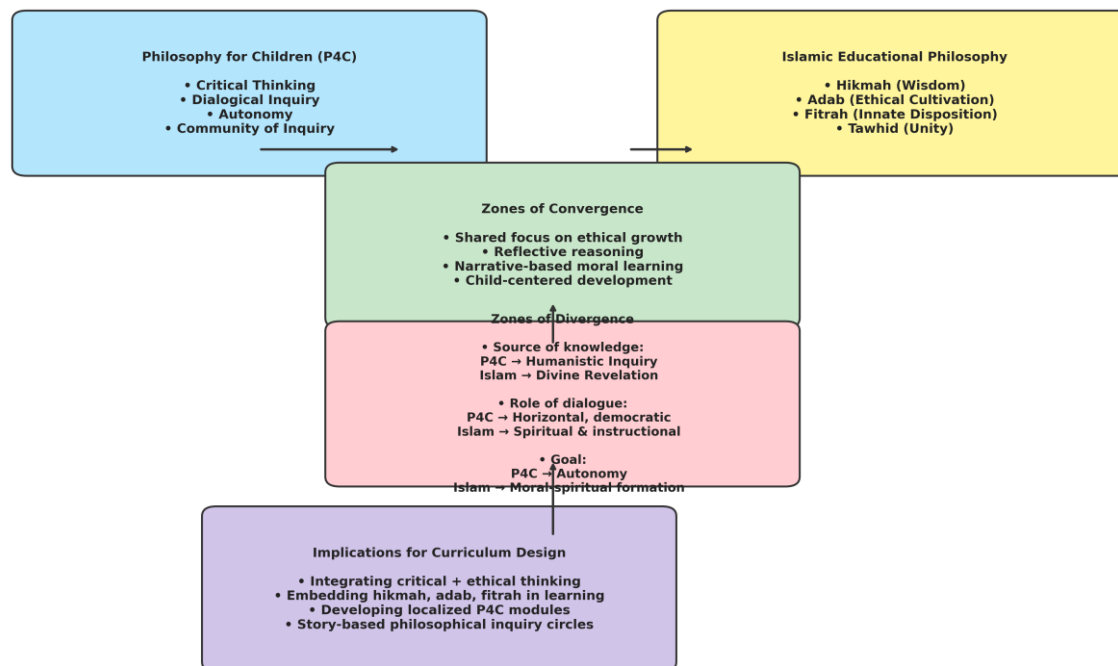 Philosophy for Children (P4C)
• Critical Thinking
• Dialogical Inquiry
• Autonomy
• Community of Inquiry
Islamic Educational Philosophy
• Hikmah (Wisdom)
• Adab (Ethical Cultivation)
• Fitrah (Innate Disposition)
• Tawhid (Unity)
Zones of Convergence
• Shared focus on ethical growth
• Reflective reasoning
• Narrative-based moral learning
• Child-centered development
Zones of Divergence
• Source of knowledge:
P4C → Humanistic Inquiry
Islam → Divine Revelation
• Role of dialogue:
P4C → Horizontal, democratic
Islam → Spiritual & instructional
• Goal:
P4C → Autonomy
Islam → Moral-spiritual formation
Implications for Curriculum Design
• Integrating critical + ethical thinking
• Embedding hikmah, adab, fitrah in learning
• Developing localized P4C modules
• Story-based philosophical inquiry circles